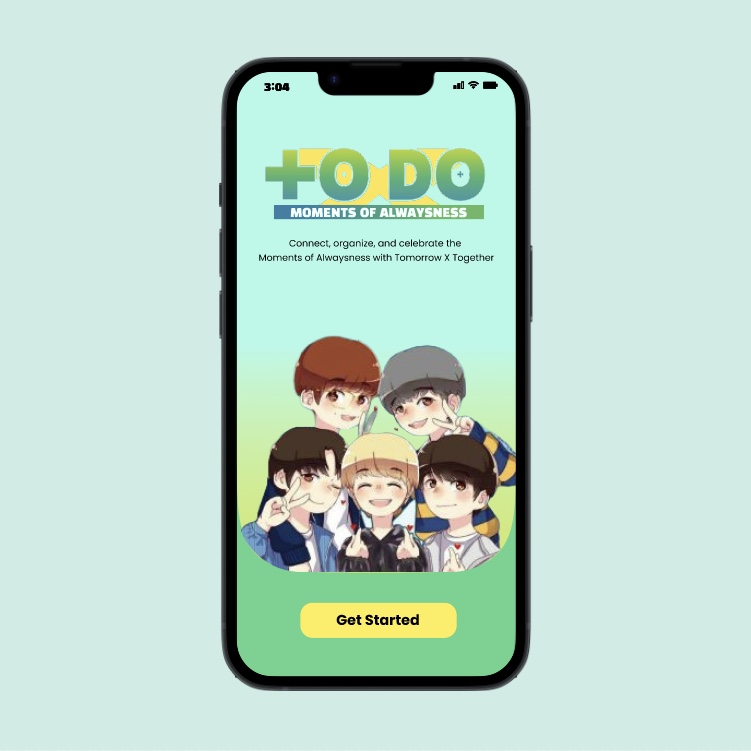 3:04
+O DO
MOMENTS OF ALWAYSNESS
Connect, organize, and celebrate the
Moments of Alwaysness with Tomorrow X Together
Get Started